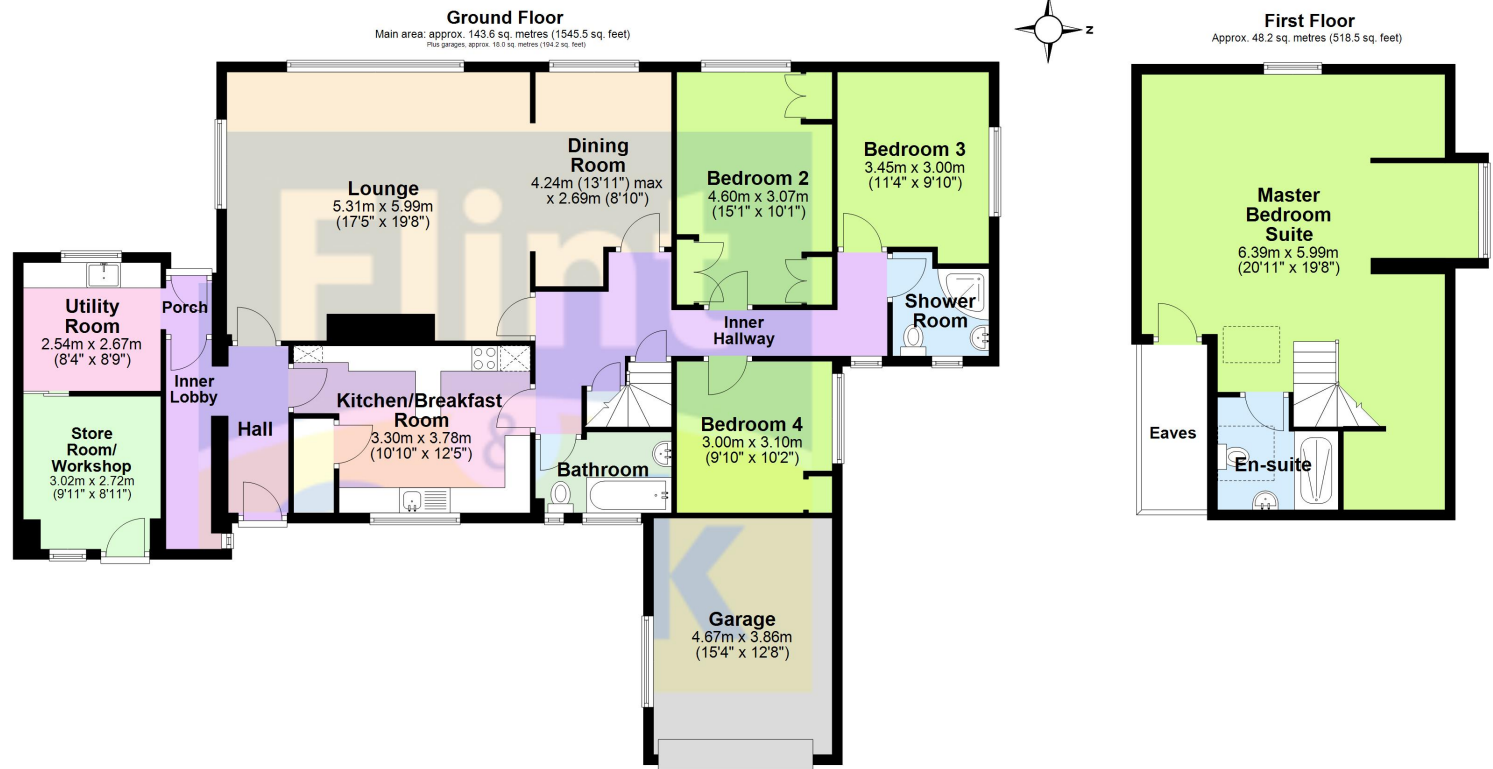 Ground Floor
Main area: approx. 143.6 sq. metres (1545.5 sq. feet)
Plus garages, approx. 18.0 sq. metres (194.2 sq. feet)
z
First Floor
Approx. 48.2 sq. metres (518.5 sq. feet)
Lounge
5.31m x 5.99m
(17'5" x 19'8")
Dining
Room
4.24m (13'11") max
x 2.69m (8'10")
Bedroom 2
4.60m x 3.07m
(15'1" x 10'1")
Bedroom 3
3.45m x 3.00m
(11'4" x 9'10")
Utility
Room
2.54m x 2.67m
(8'4" x 8'9")
Porch
Inner
Lobby
Store
Room/
Workshop
3.02m x 2.72m
(9'11" x 8'11")
Hall
Kitchen/Breakfast
Room
3.30m x 3.78m
(10'10" x 12'5")
Inner
Hallway
Shower
Room
Bathroom
Bedroom 4
3.00m x 3.10m
(9'10" x 10'2")
Garage
4.67m x 3.86m
(15'4" x 12'8")
Master
Bedroom
Suite
6.39m x 5.99m
(20'11" x 19'8")
Eaves
En-suite
Flint
&
K